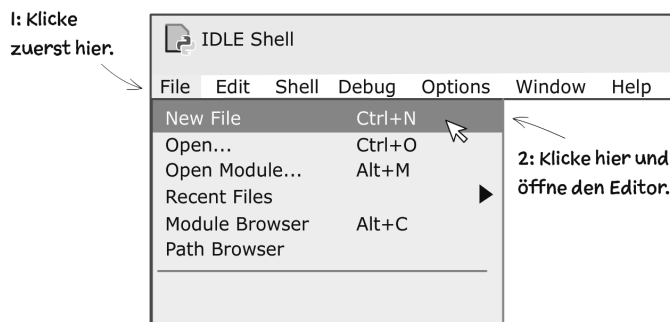 1: Klicke
zuerst hier.
IDLE Shell
File Edit Shell Debug Options Window Help
New File Ctrl+N
Open... Ctrl+O
Open Module... Alt+M
Recent Files
Module Browser Alt+C
Path Browser
2: Klicke hier und
öffne den Editor.